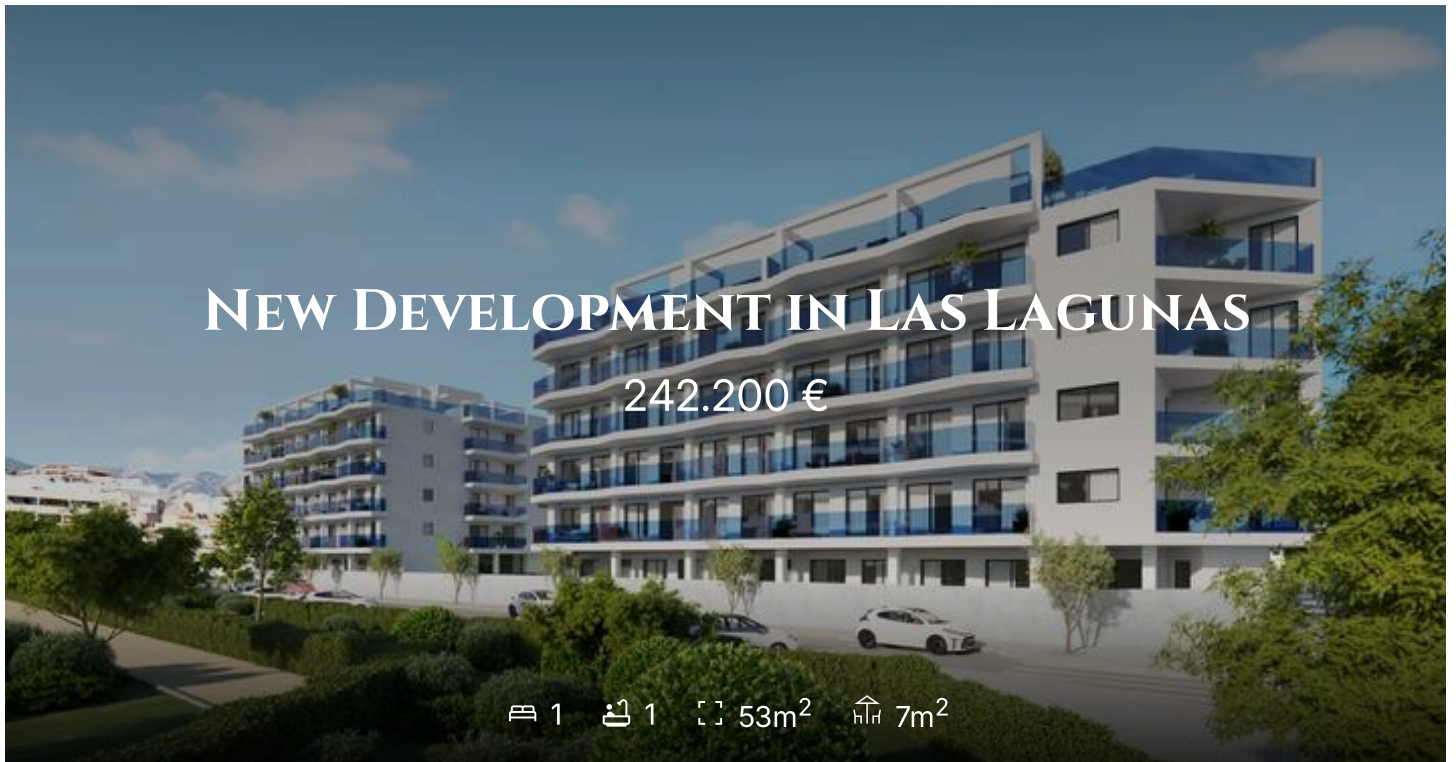 New Development in Las Lagunas
242.200 €
1 1 53m² 7m²